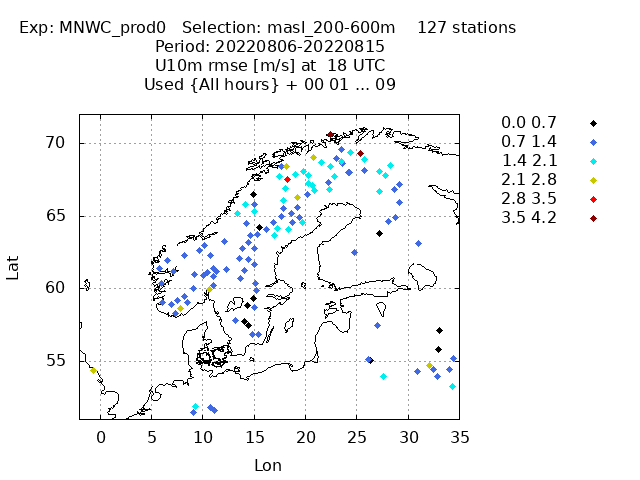 Exp: MNWC_prod0   Selection: masl_200-600m    127 stations
Period: 20220806-20220815
U10m rmse [m/s] at  18 UTC
Used {All hours} + 00 01 ... 09
0.0 0.7
0.7 1.4
1.4 2.1
2.1 2.8
2.8 3.5
3.5 4.2
70
65
60
55
Lat
0 5 10 15 20 25 30 35
Lon